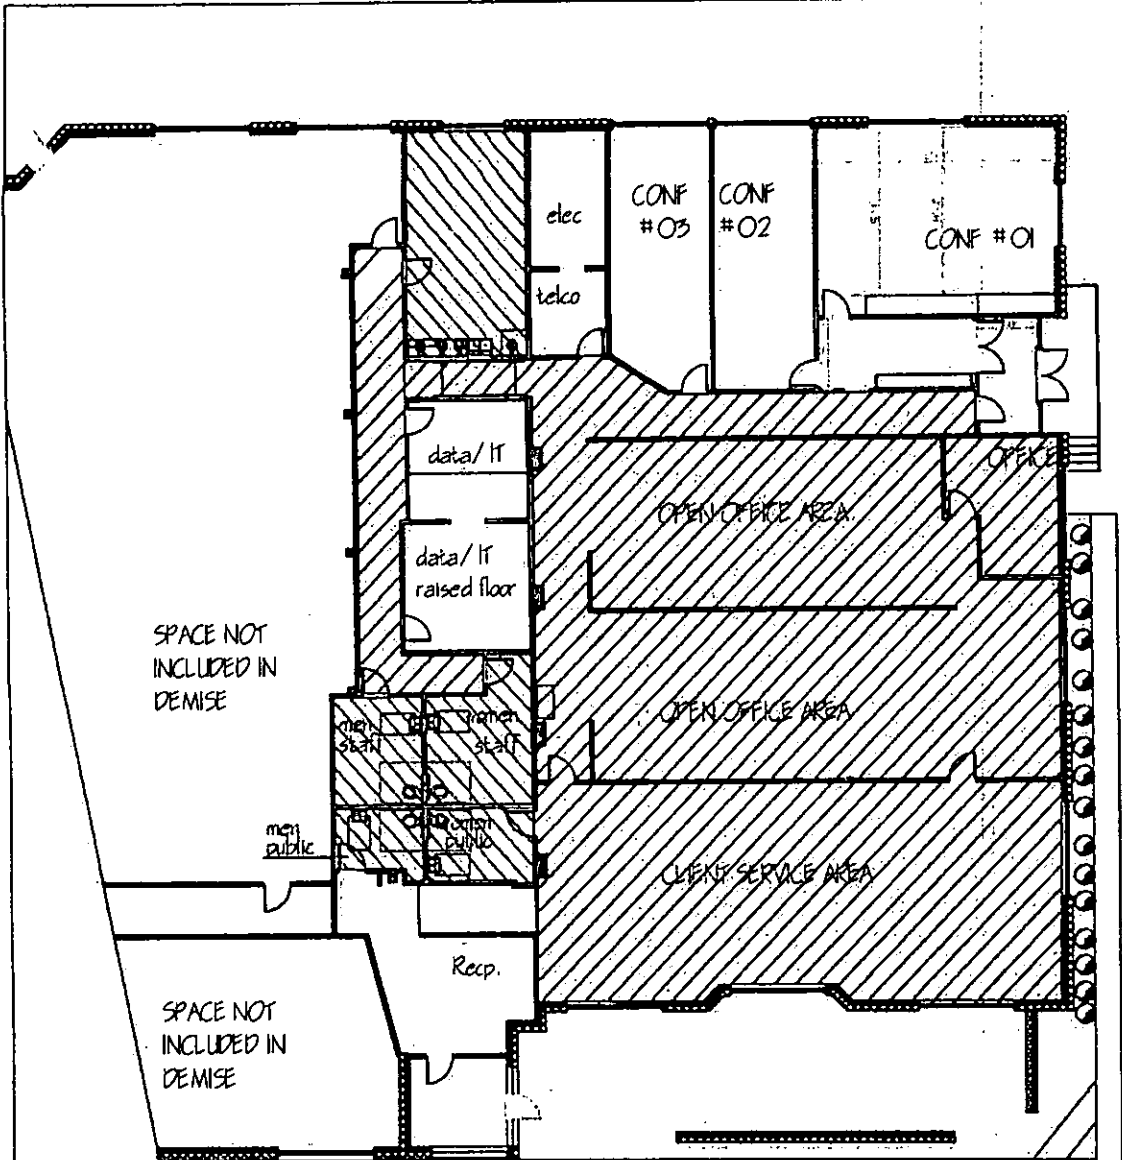 elec
CONF
#03
CONF
#02
CONF #01
telco
data/ IT
OFFICE
OPEN OFFICE AREA
data/ IT
raised floor
SPACE NOT
INCLUDED IN
DEMISE
men
staff
women
staff
OPEN OFFICE AREA
men
public
women
public
CLIENT SERVICE AREA
Recp.
SPACE NOT
INCLUDED IN
DEMISE